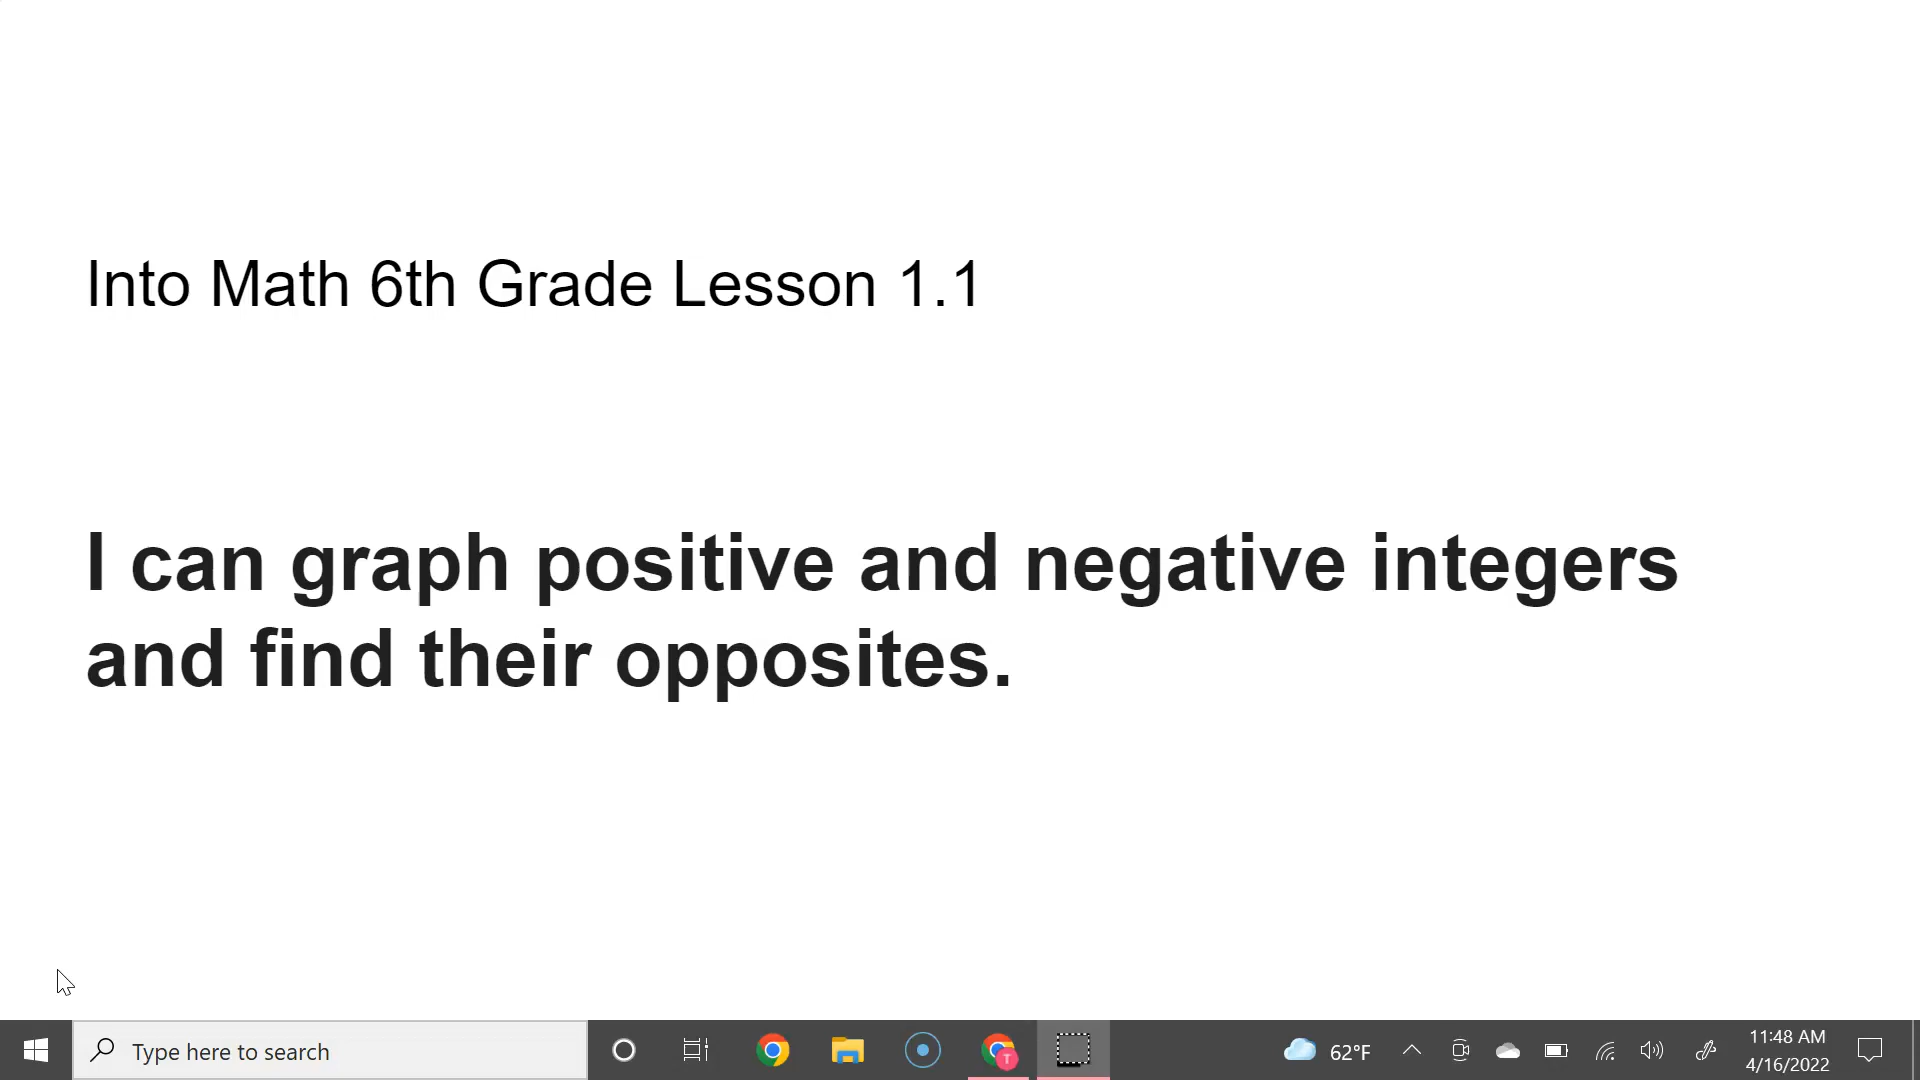 Into Math 6th Grade Lesson 1.1
I can graph positive and negative integers
and find their opposites.
Type here to search
T
62°F
11:48 AM
4/16/2022